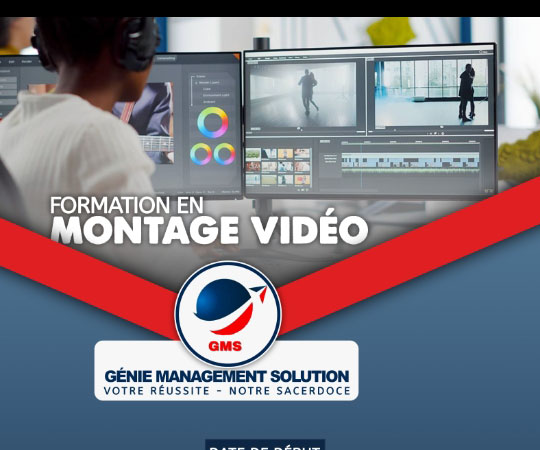 FORMATION EN
MONTAGE VIDÉO
GMS
GÉNIE MANAGEMENT SOLUTION
VOTRE RÉUSSITE - NOTRE SACERDOCE
DATE DE DÉBUT